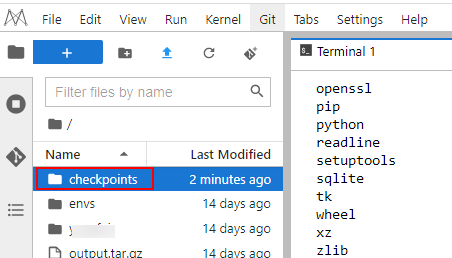 File Edit View Run Kernel Git Tabs Settings Help
Terminal 1
Filter files by name
/
Name Last Modified
checkpoints 2 minutes ago
envs 14 days ago
14 days ago
output.tar.gz 14 days ago
openssl
pip
python
readline
setuptools
sqlite
tk
wheel
xz
zlib